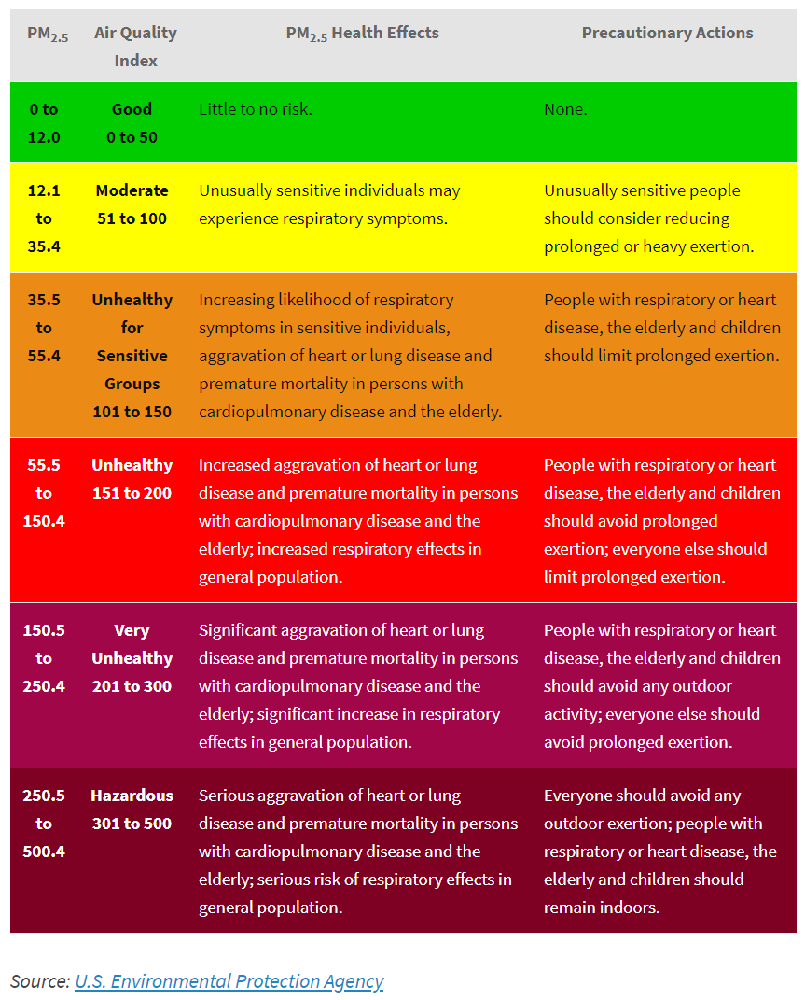 PM2.5 Air Quality Index PM2.5 Health Effects Precautionary Actions
0 to 12.0
Good
0 to 50
Little to no risk.
None.
12.1 to 35.4
Moderate
51 to 100
Unusually sensitive individuals may
experience respiratory symptoms.
Unusually sensitive people
should consider reducing
prolonged or heavy exertion.
35.5 to 55.4
Unhealthy
for
Sensitive
Groups
101 to 150
Increasing likelihood of respiratory
symptoms in sensitive individuals,
aggravation of heart or lung disease and
premature mortality in persons with
cardiopulmonary disease and the elderly.
People with respiratory or heart
disease, the elderly and children
should limit prolonged exertion.
55.5 to 150.4
Unhealthy
151 to 200
Increased aggravation of heart or lung
disease and premature mortality in persons
with cardiopulmonary disease and the
elderly; increased respiratory effects in
general population.
People with respiratory or heart
disease, the elderly and children
should avoid prolonged
exertion; everyone else should
limit prolonged exertion.
150.5 to 250.4
Very
Unhealthy
201 to 300
Significant aggravation of heart or lung
disease and premature mortality in persons
with cardiopulmonary disease and the
elderly; significant increase in respiratory
effects in general population.
People with respiratory or heart
disease, the elderly and children
should avoid any outdoor
activity; everyone else should
avoid prolonged exertion.
250.5 to 500.4
Hazardous
301 to 500
Serious aggravation of heart or lung
disease and premature mortality in persons
with cardiopulmonary disease and the
elderly; serious risk of respiratory effects in
general population.
Everyone should avoid any
outdoor exertion; people with
respiratory or heart disease, the
elderly and children should
remain indoors.
Source: U.S. Environmental Protection Agency